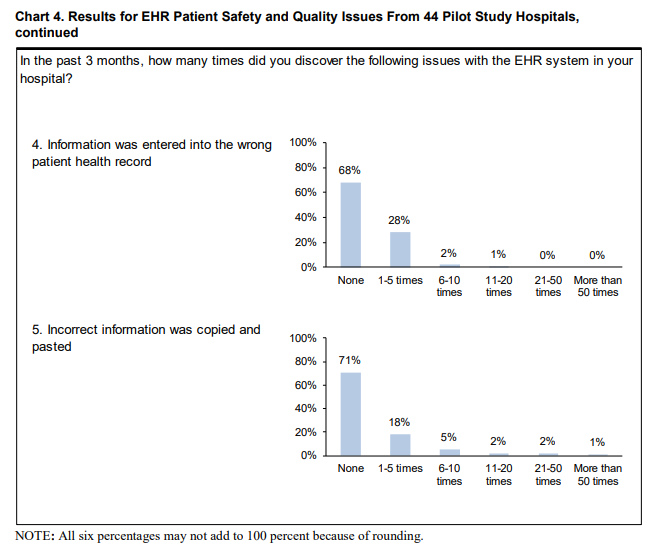 Chart 4. Results for EHR Patient Safety and Quality Issues From 44 Pilot Study Hospitals,
continued
In the past 3 months, how many times did you discover the following issues with the EHR system in your
hospital?
4. Information was entered into the wrong
patient health record
100%
80%
60%
40%
20%
0%
68%
28%
2%
1%
0%
0%
None
1-5 times
6-10
times
11-20
times
21-50
times
More than
50 times
5. Incorrect information was copied and
pasted
100%
80%
60%
40%
20%
0%
71%
18%
5%
2%
2%
1%
None
1-5 times
6-10
times
11-20
times
21-50
times
More than
50 times
NOTE: All six percentages may not add to 100 percent because of rounding.